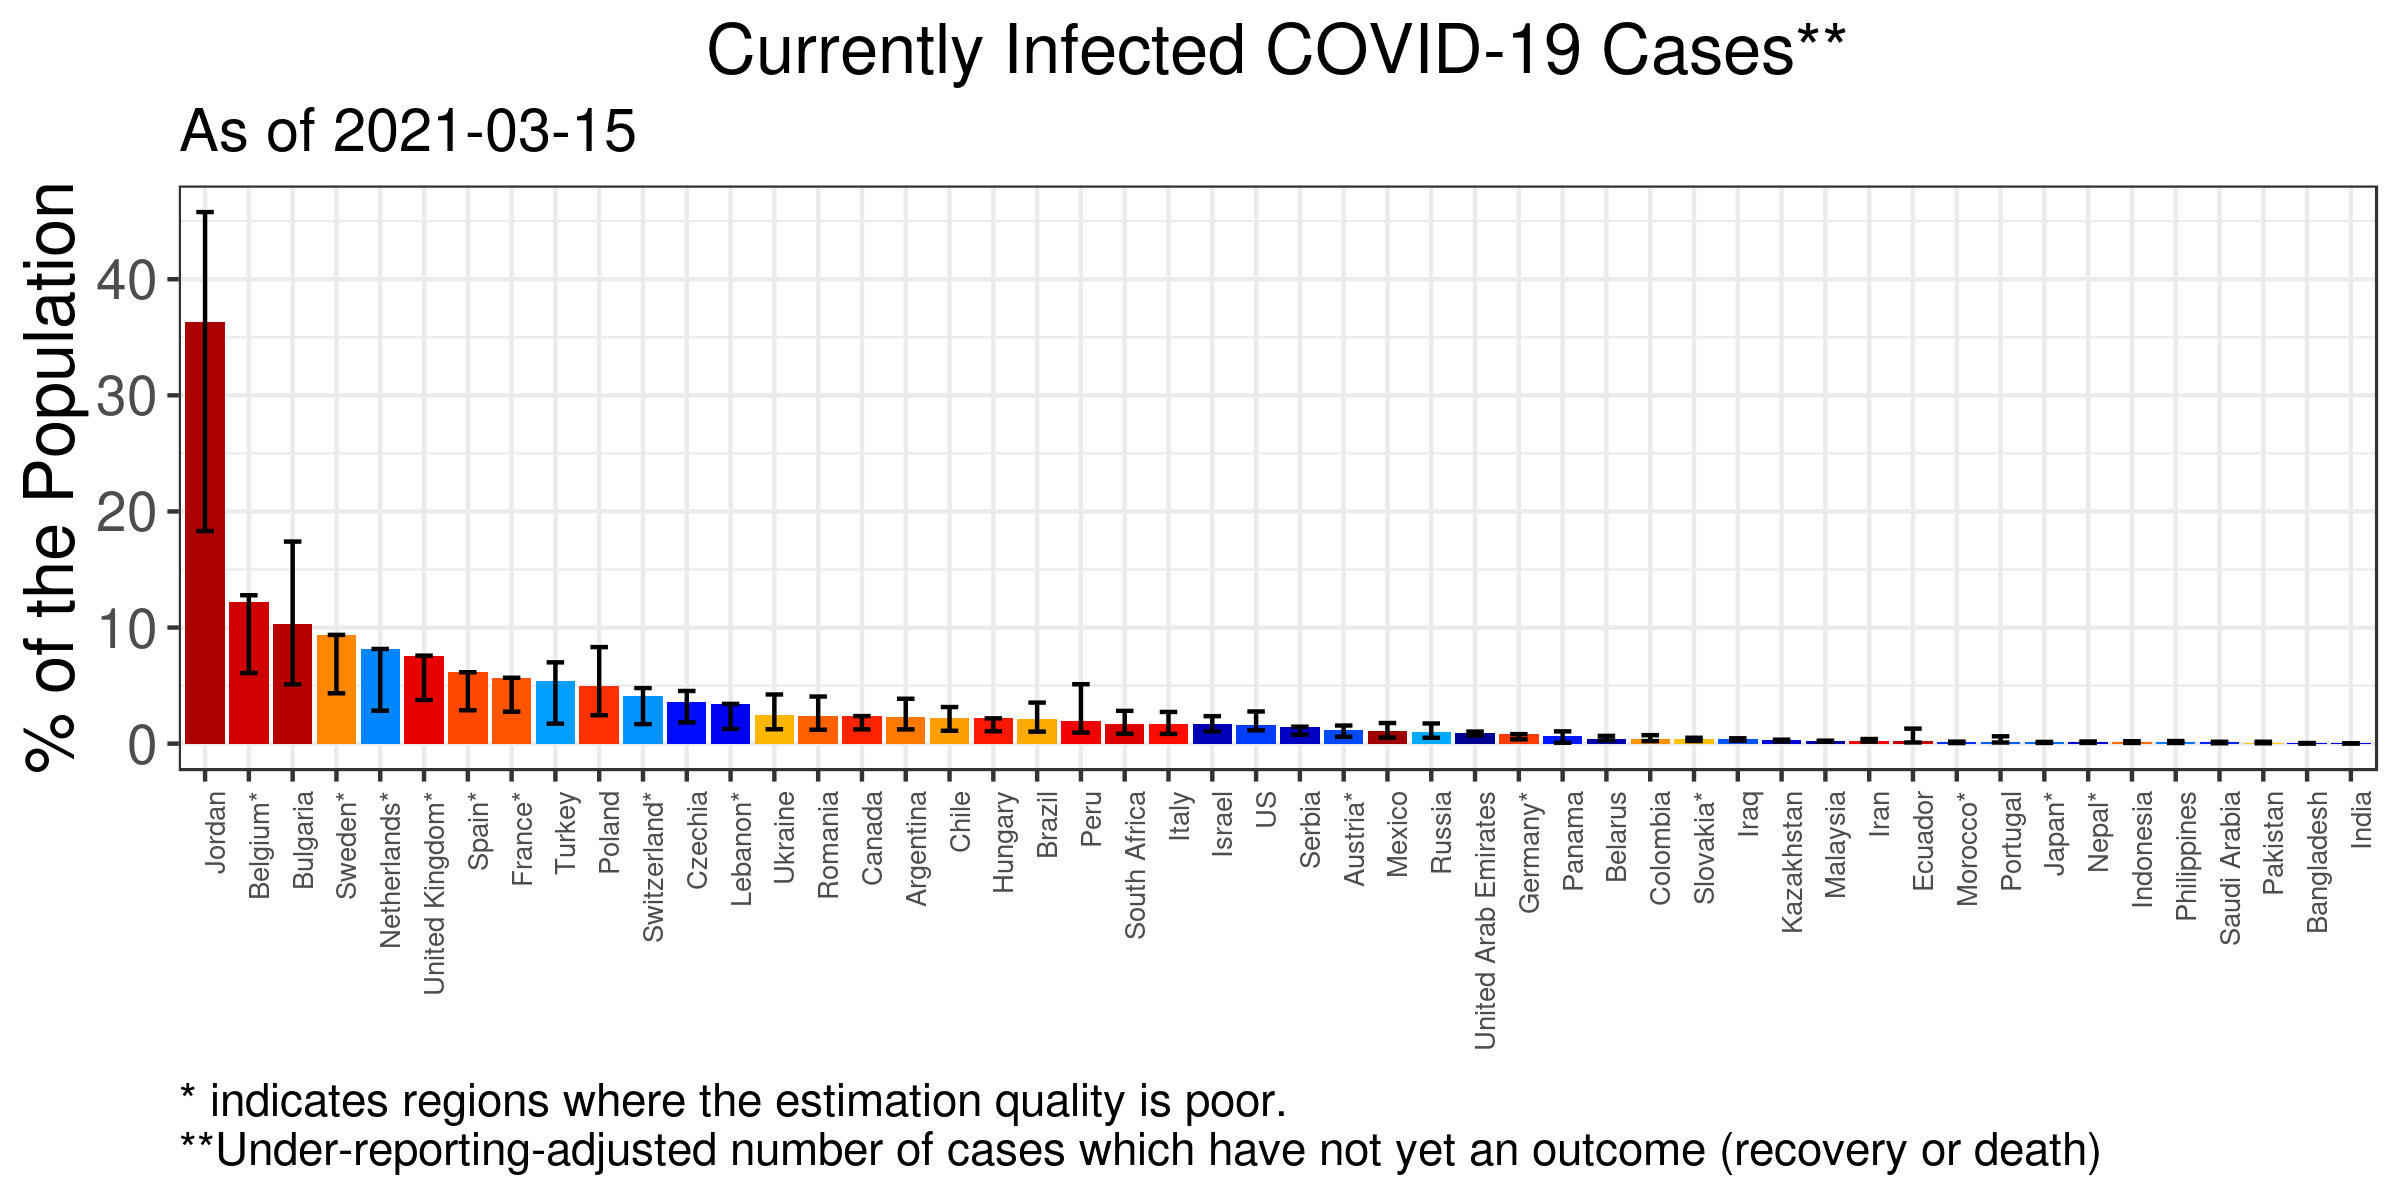 Currently Infected COVID-19 Cases**
As of 2021-03-15
% of the Population
40
30
20
10
0
Jordan
Belgium*
Bulgaria
Sweden*
Netherlands*
United Kingdom*
Spain*
France*
Turkey
Poland
Switzerland*
Czechia
Lebanon*
Ukraine
Romania
Canada
Argentina
Chile
Hungary
Brazil
Peru
South Africa
Italy
Israel
US
Serbia
Austria*
Mexico
Russia
United Arab Emirates
Germany*
Panama
Belarus
Colombia
Slovakia*
Iraq
Kazakhstan
Malaysia
Iran
Ecuador
Morocco*
Portugal
Japan*
Nepal*
Indonesia
Philippines
Saudi Arabia
Pakistan
Bangladesh
India
* indicates regions where the estimation quality is poor.
**Under-reporting-adjusted number of cases which have not yet an outcome (recovery or death)